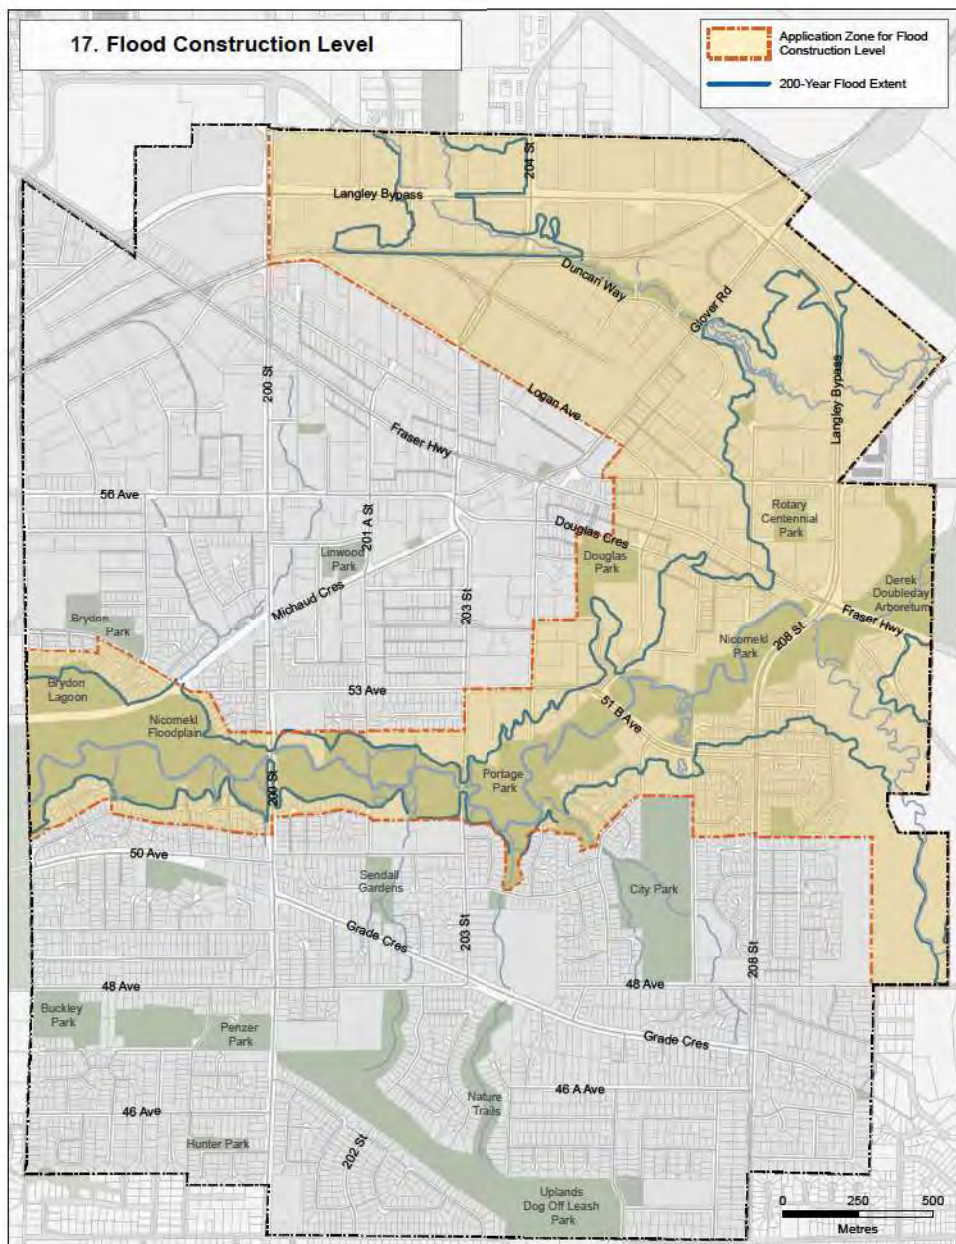 17. Flood Construction Level
Application Zone for Flood
Construction Level
200-Year Flood Extent
204 St
Langley Bypass
Duncan Way
Glover Rd
200 St
Logan Ave
Langley Bypass
Fraser Hwy
56 Ave
201 A St
Rotary
Centennial
Park
Douglas Cres
Linwood
Park
Douglas
Park
Michaud Cres
203 St
Derek
Doubleday
Arboretum
Brydon
Park
Fraser Hwy
Nicomekl
Park
208 St
Brydon
Lagoon
53 Ave
51 B Ave
Nicomekl
Floodplain
200 St
Portage
Park
50 Ave
Sendall
Gardens
City Park
Grade Cres
203 St
208 St
48 Ave
48 Ave
Buckley
Park
Penzer
Park
Grade Cres
46 A Ave
46 Ave
Nature
Trails
Hunter Park
202 St
Uplands
Dog Off Leash
Park
0 250 500
Metres